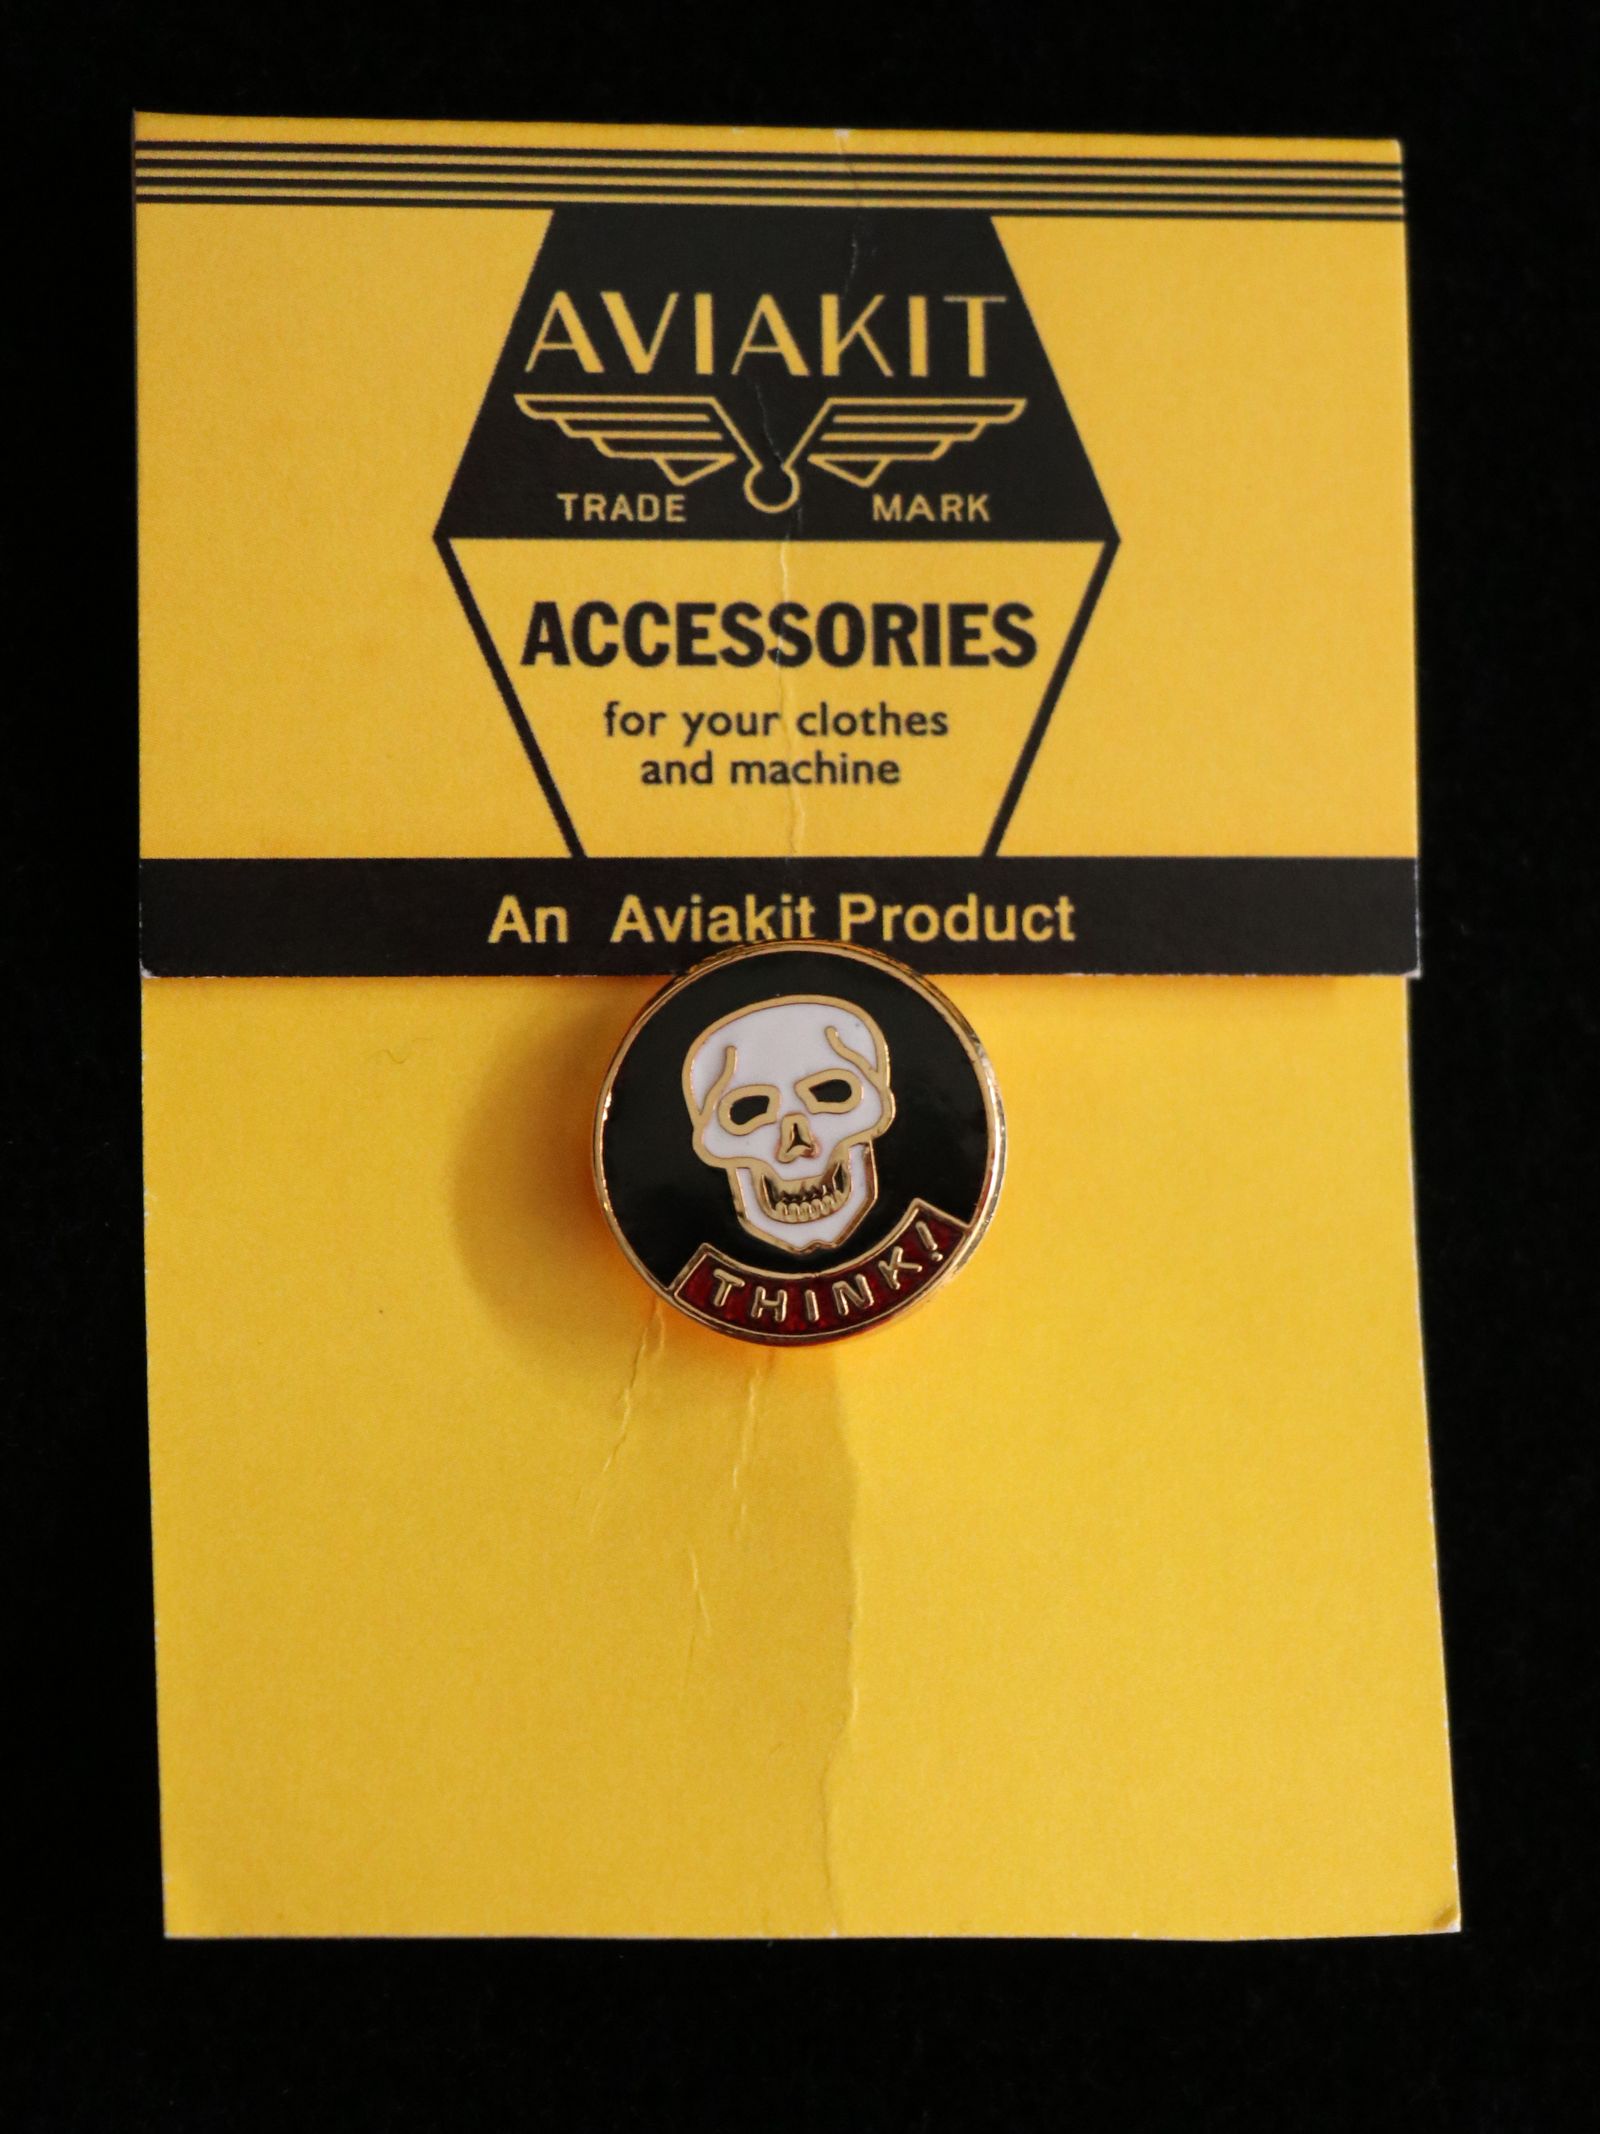 AVIAKIT
TRADE MARK
ACCESSORIES
for your clothes
and machine
An Aviakit Product
THINK!